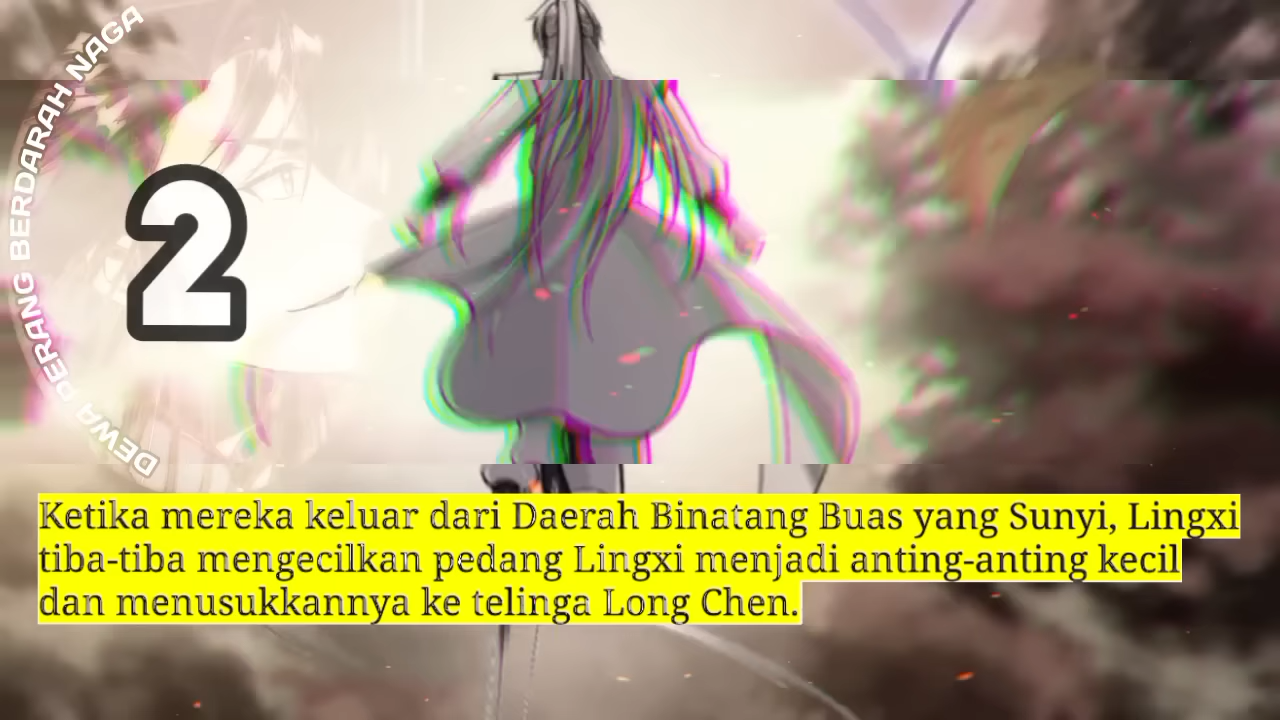 DEWA PERANG BERDARAH NAGA
2
Ketika mereka keluar dari Daerah Binatang Buas yang Sunyi, Lingxi
tiba-tiba mengecilkan pedang Lingxi menjadi anting-anting kecil
dan menusukkannya ke telinga Long Chen.